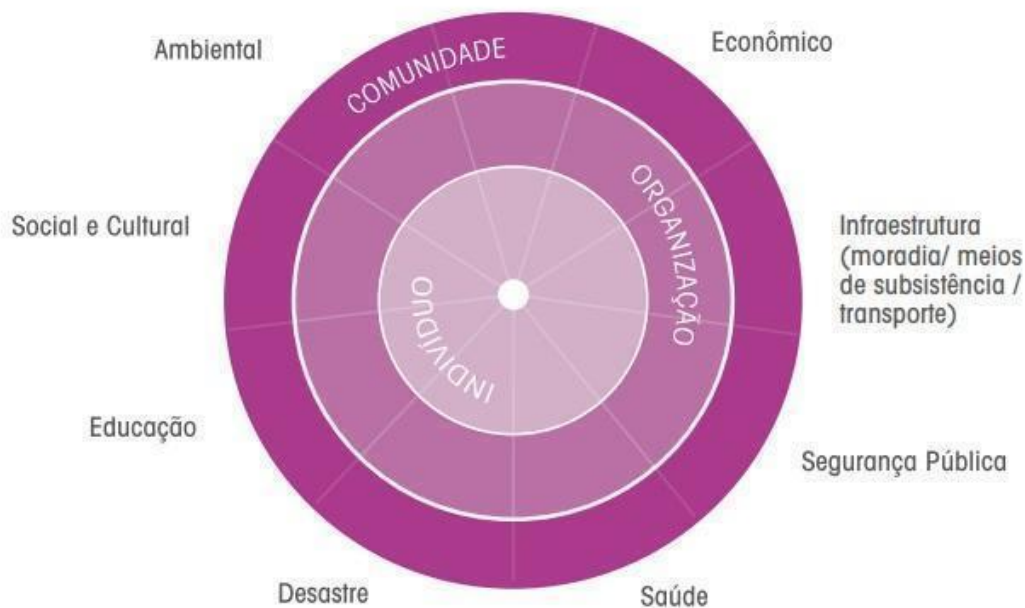 Ambiental
Econômico
COMUNIDADE
ORGANIZAÇÃO
INDIVÍDUO
Social e Cultural
Infraestrutura
(moradia/ meios
de subsistência /
transporte)
Educação
Segurança Pública
Desastre
Saúde